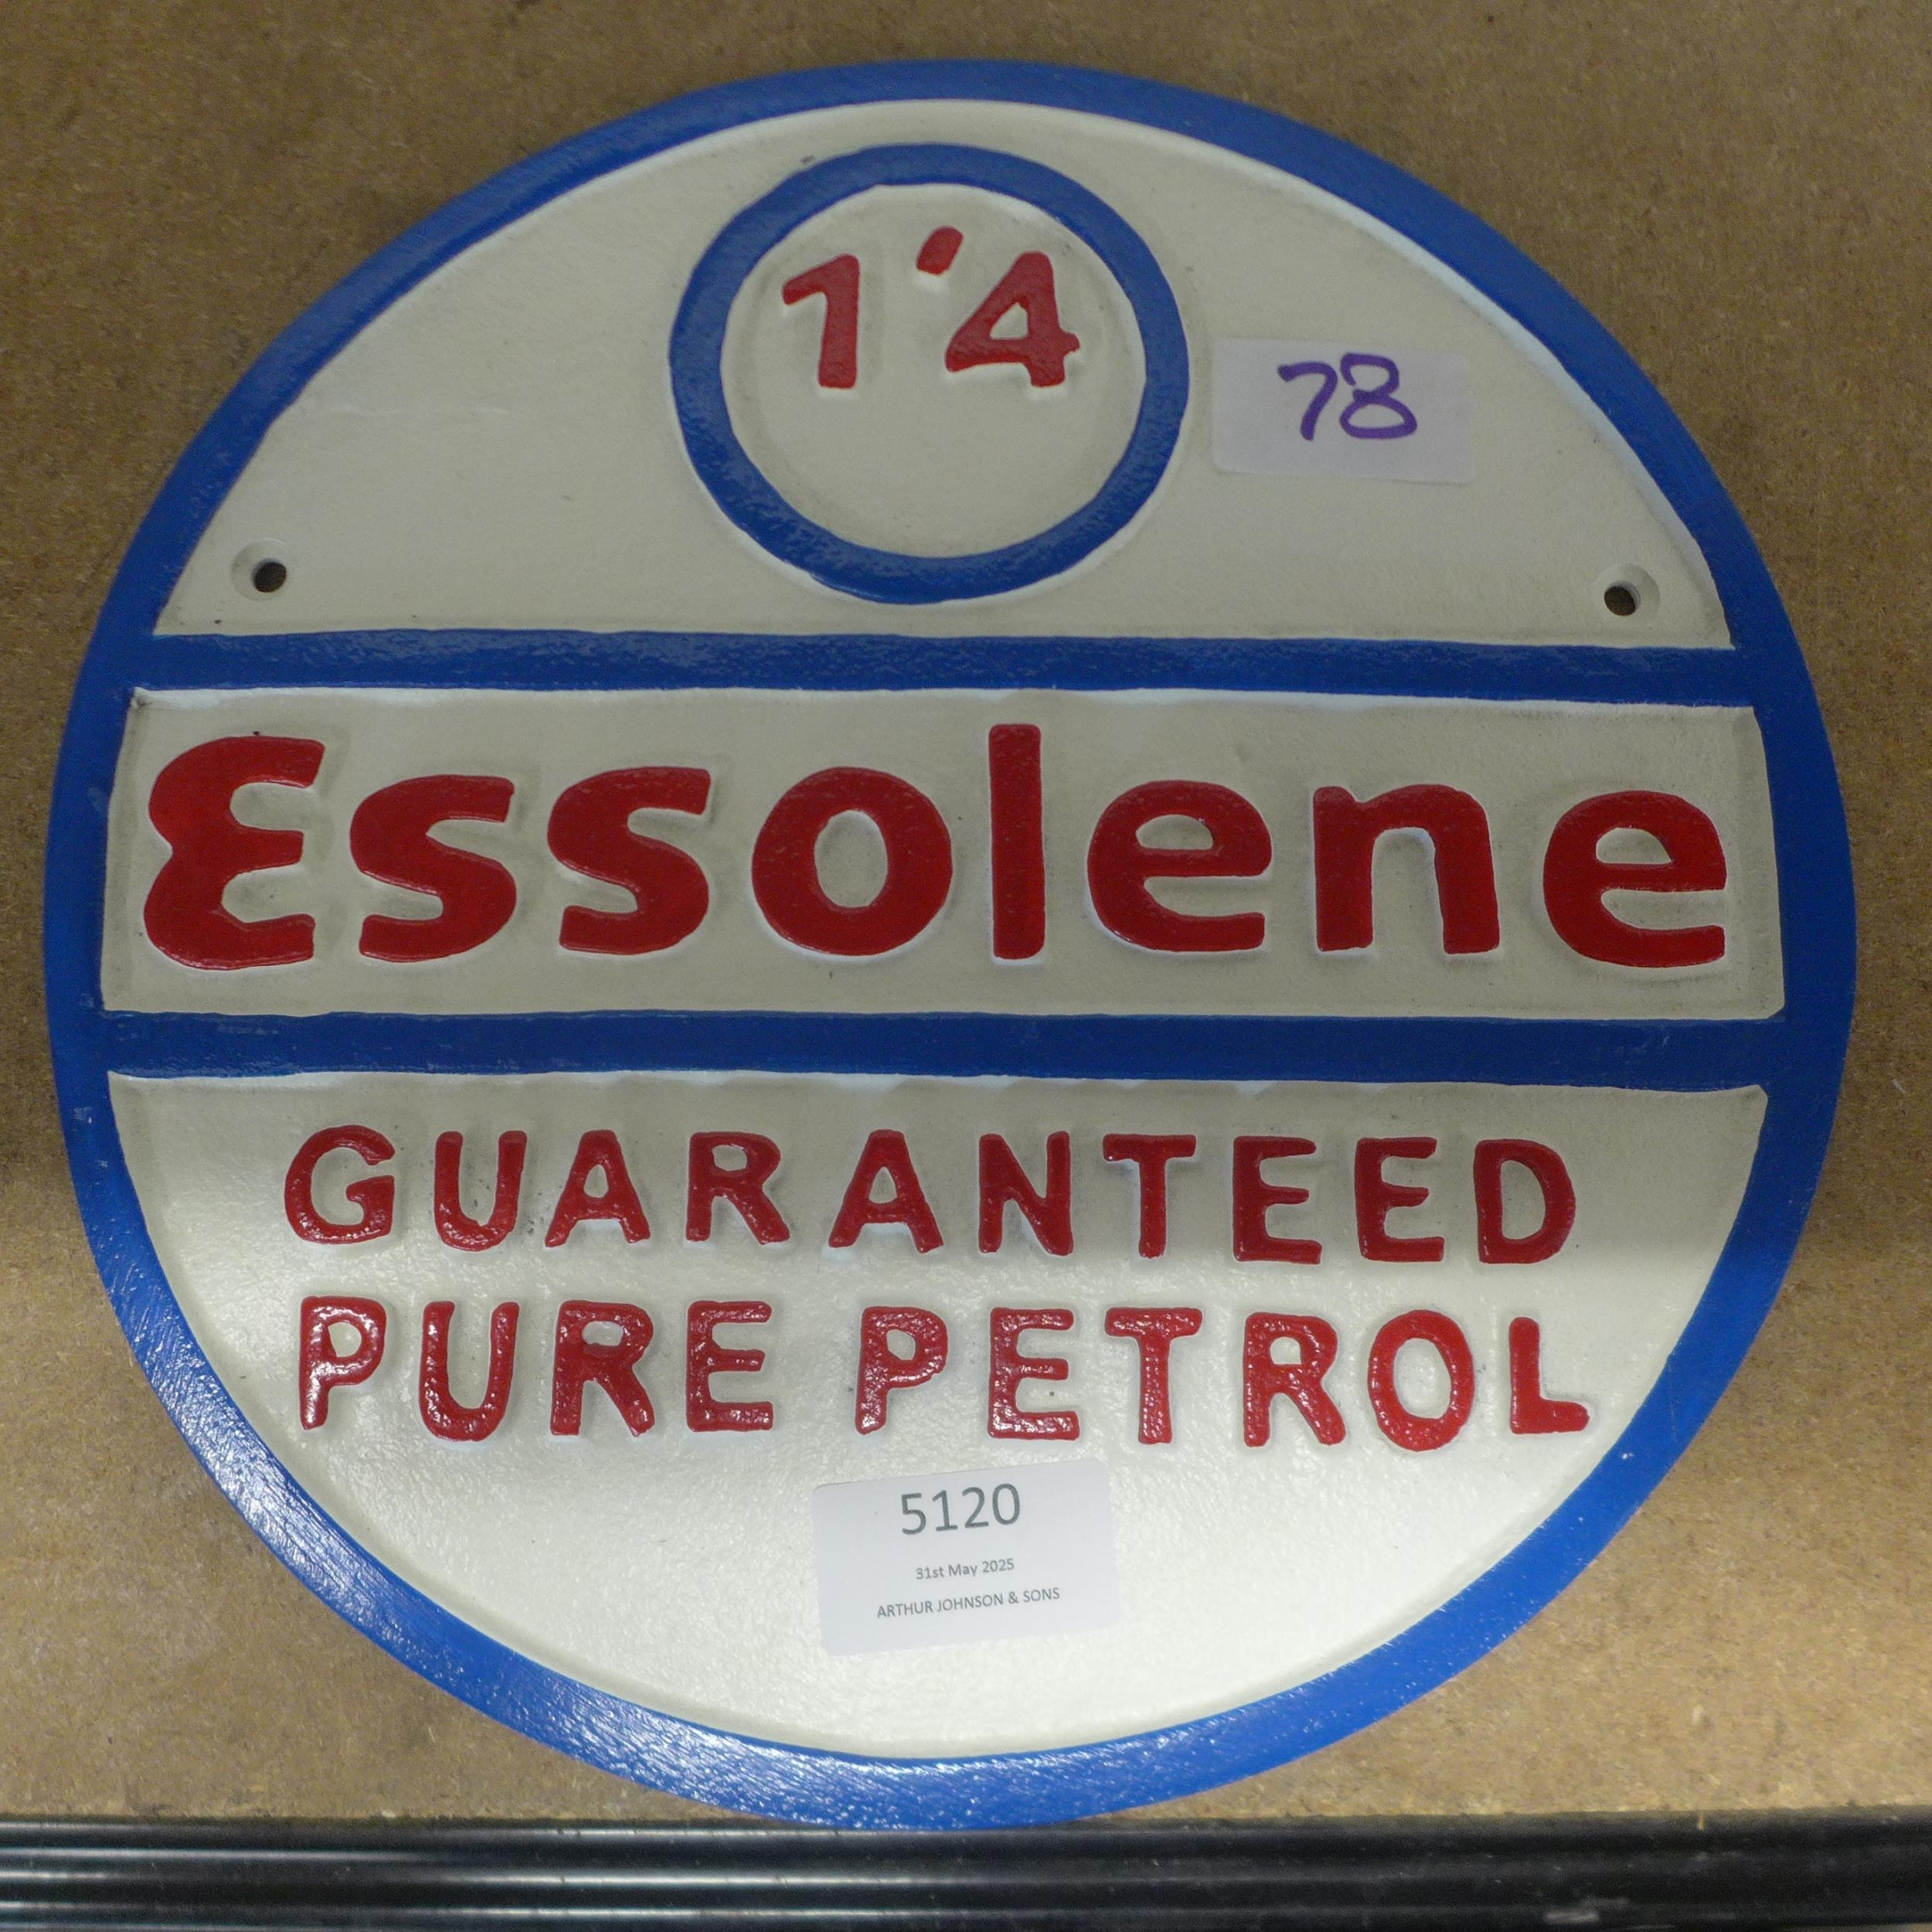 1'4
78
Essolene
GUARANTEED
PURE PETROL
5120
31st May 2025
ARTHUR JOHNSON & SONS